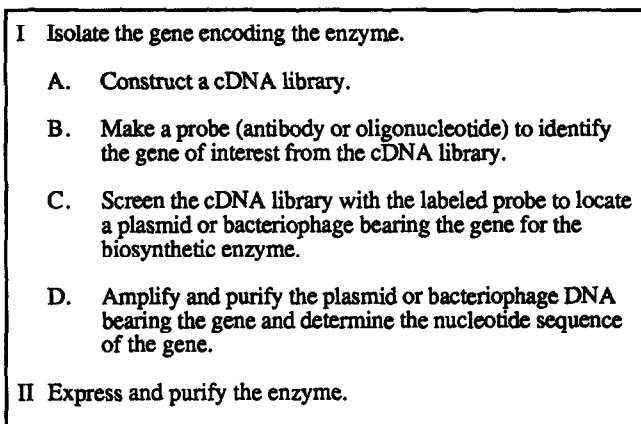 I Isolate the gene encoding the enzyme.
A. Construct a cDNA library.
B. Make a probe (antibody or oligonucleotide) to identify
the gene of interest from the cDNA library.
C. Screen the cDNA library with the labeled probe to locate
a plasmid or bacteriophage bearing the gene for the
biosynthetic enzyme.
D. Amplify and purify the plasmid or bacteriophage DNA
bearing the gene and determine the nucleotide sequence
of the gene.
II Express and purify the enzyme.